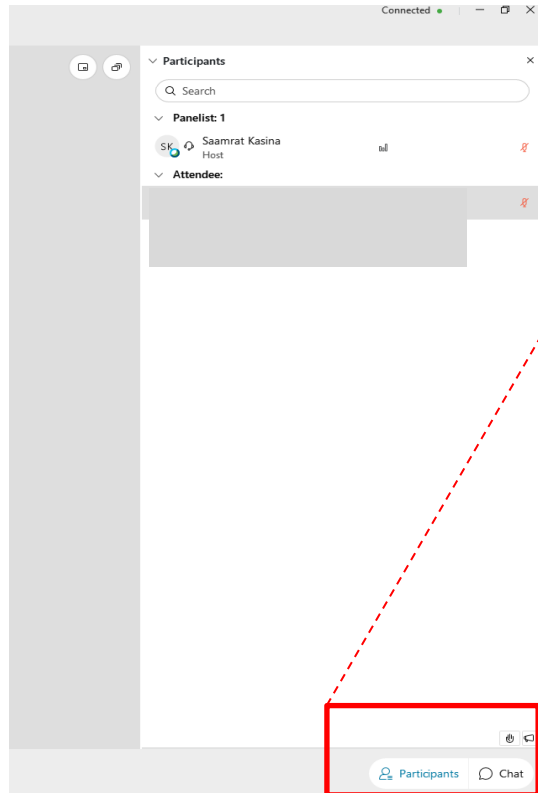 Connected
Participants
Search
Panelist: 1
SK Saamrat Kasina
Host
Attendee:
Participants Chat